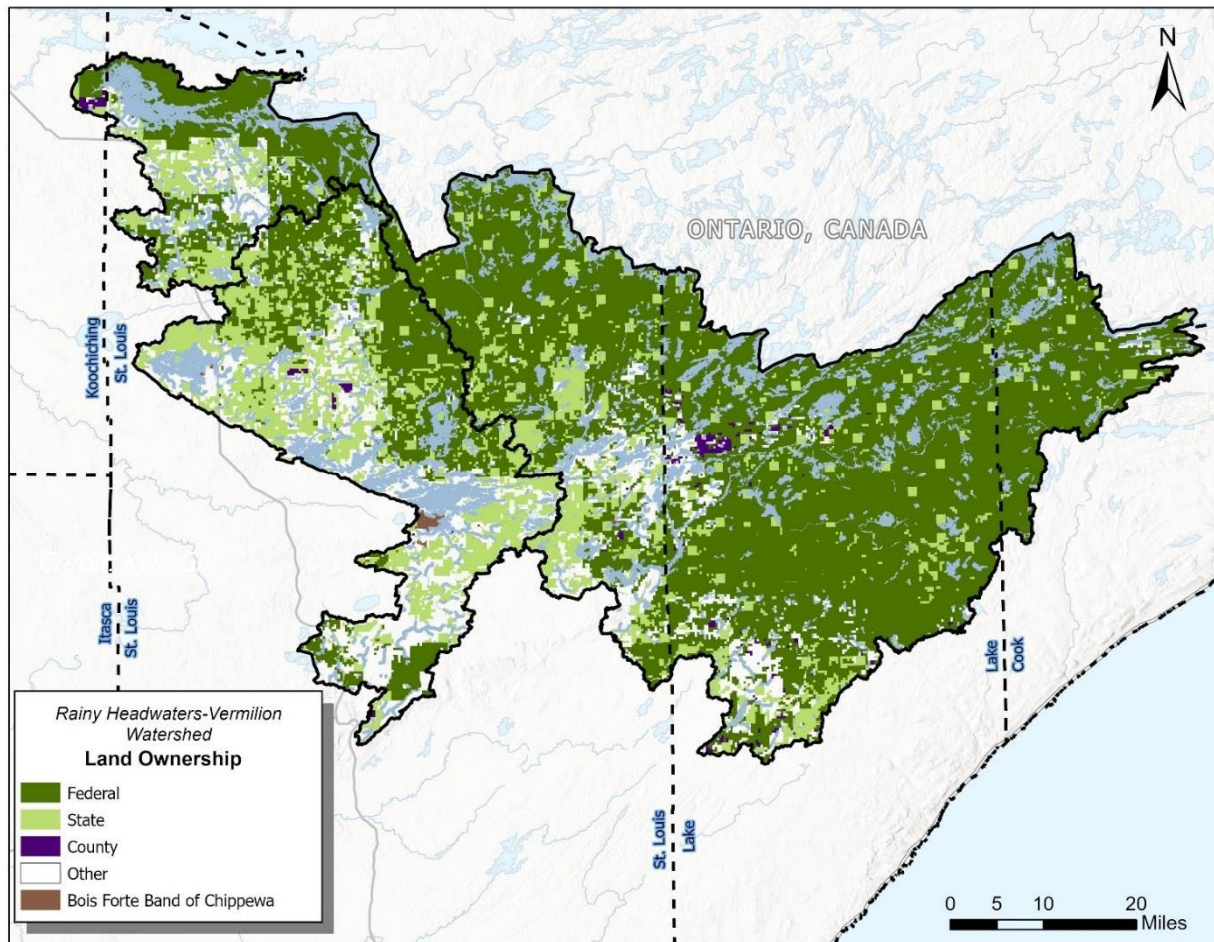 N
ONTARIO, CANADA
Koochiching
St. Louis
Itasca
St. Louis
Lake
Cook
St. Louis
Lake
Rainy Headwaters-Vermilion
Watershed
Land Ownership
Federal
State
County
Other
Bois Forte Band of Chippewa
0 5 10 20
Miles